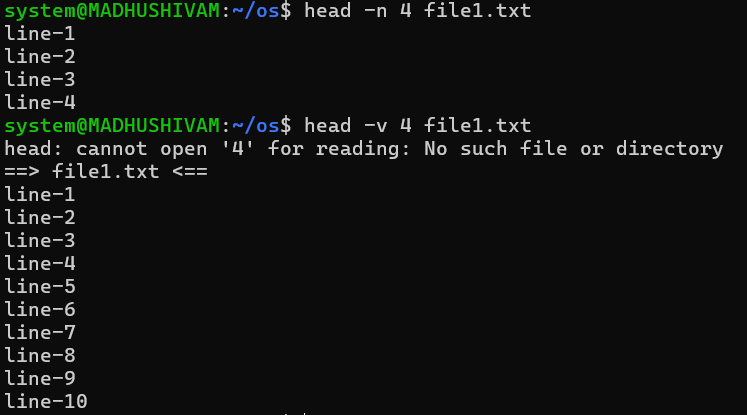 system@MADHUSHIVAM:~/os$ head -n 4 file1.txt
line-1
line-2
line-3
line-4
system@MADHUSHIVAM:~/os$ head -v 4 file1.txt
head: cannot open '4' for reading: No such file or directory
==> file1.txt <==
line-1
line-2
line-3
line-4
line-5
line-6
line-7
line-8
line-9
line-10